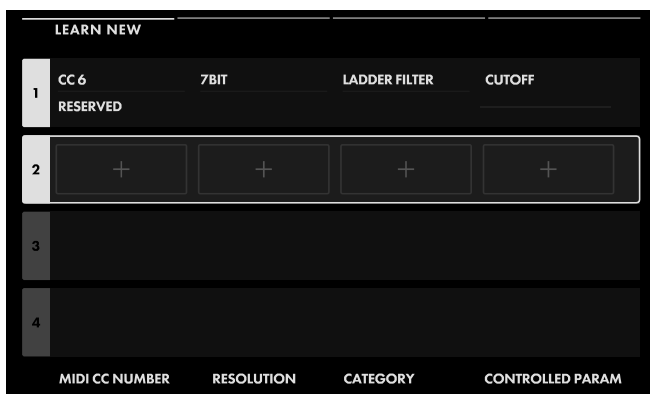 LEARN NEW
1 CC 6 7BIT LADDER FILTER CUTOFF
RESERVED
2 + + + +
3
4
MIDI CC NUMBER RESOLUTION CATEGORY CONTROLLED PARAM